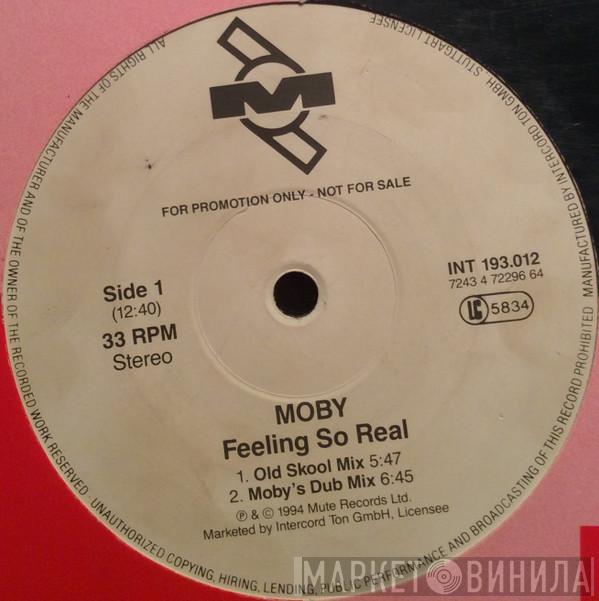 ALL RIGHTS OF THE MANUFACTURER AND OF THE OWNER OF THE RECORDED WORK RESERVED · UNAUTHORIZED COPYING, HIRING, LENDING, PUBLIC PERFORMANCE AND BROADCASTING OF THIS RECORD PROHIBITED MANUFACTURED BY INTERCORD TON GMBH, STUTTGART, LICENSEE
M
FOR PROMOTION ONLY - NOT FOR SALE
Side 1
(12:40)
33 RPM
Stereo
INT 193.012
7243 4 72296 64
LC 5834
MOBY
Feeling So Real
1. Old Skool Mix 5:47
2. Moby's Dub Mix 6:45
℗ & © 1994 Mute Records Ltd.
Marketed by Intercord Ton GmbH, Licensee
МАРКЕТ ВИНИЛА